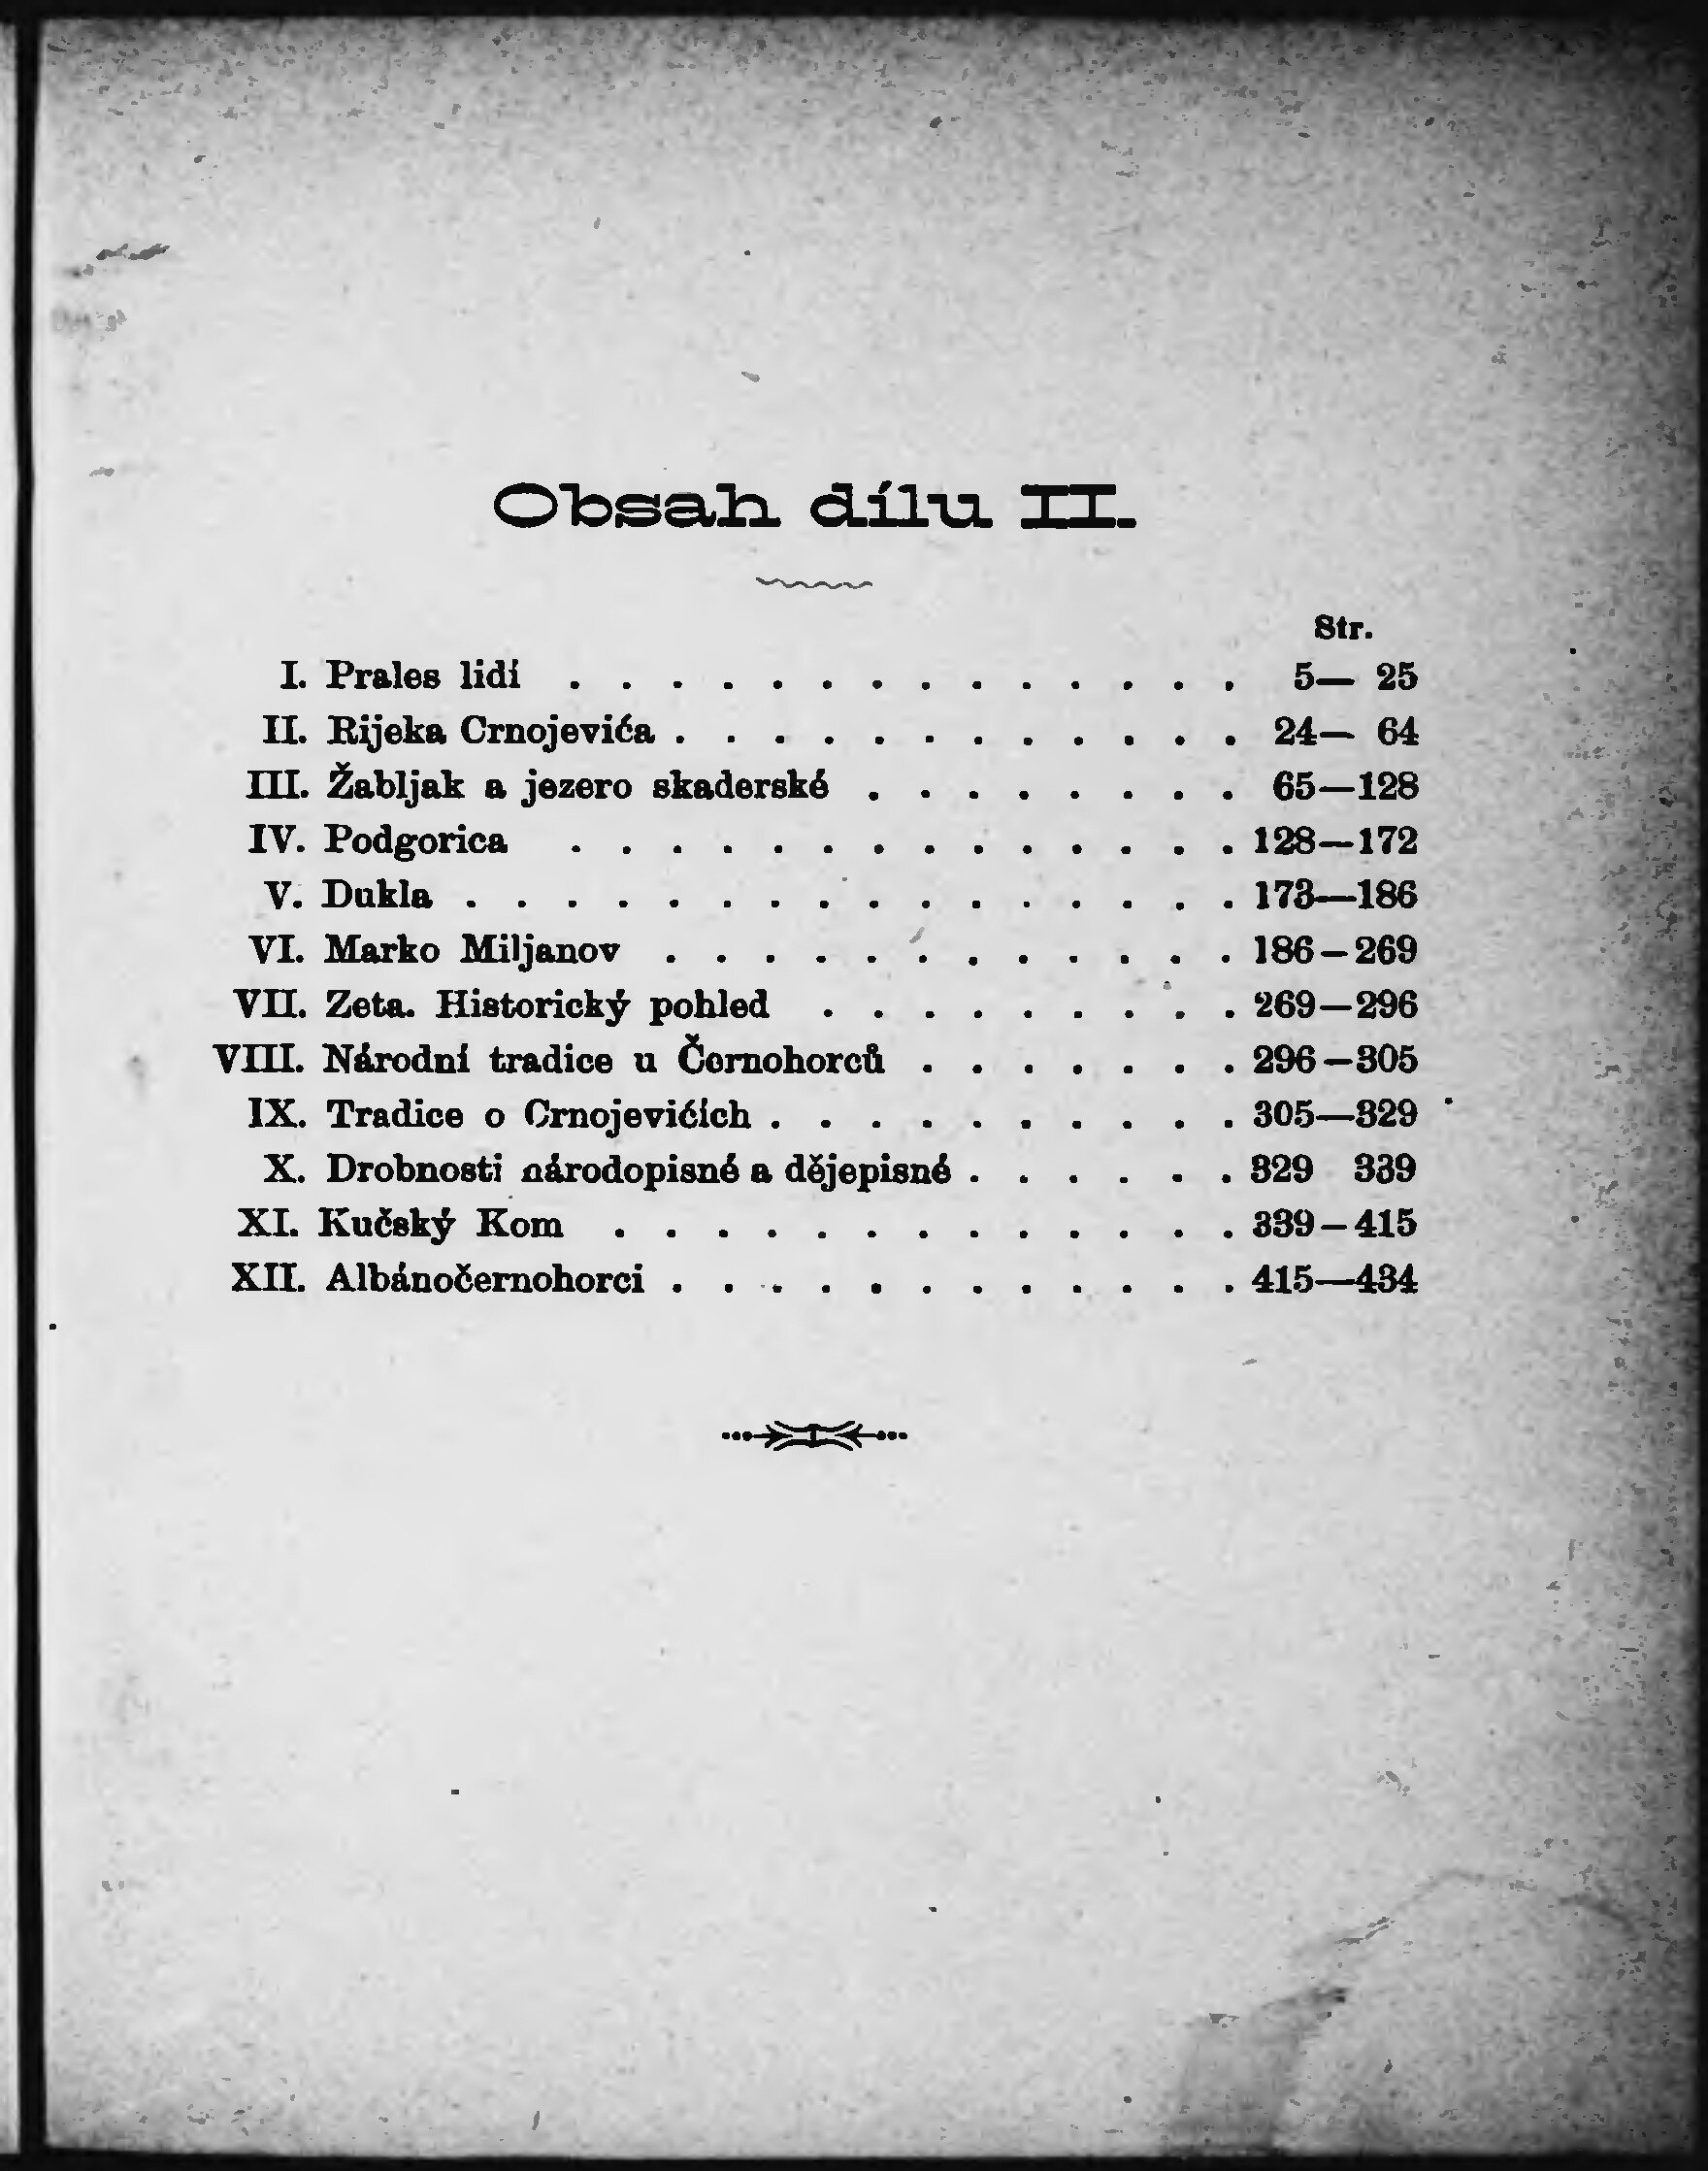 Obsah dílu II.
Str.
I. Prales lidí . . . . . . . . . . . . . . 5— 25
II. Rijeka Crnojevića . . . . . . . . . . . . 24— 64
III. Žabljak a jezero skaderské . . . . . . . . 65—128
IV. Podgorica . . . . . . . . . . . . . . 128—172
V. Dukla . . . . . . . . . . . . . . . . 173—186
VI. Marko Miljanov . . . . . . . . . . . . 186—269
VII. Zeta. Historický pohled . . . . . . . . . 269—296
VIII. Národní tradice u Černohorců . . . . . . . 296—305
IX. Tradice o Crnojevićích . . . . . . . . . . 305—329
X. Drobnosti národopisné a dějepisné . . . . . . 329 339
XI. Kučský Kom . . . . . . . . . . . . . 339—415
XII. Albánočernohorci . . . . . . . . . . . . 415—434